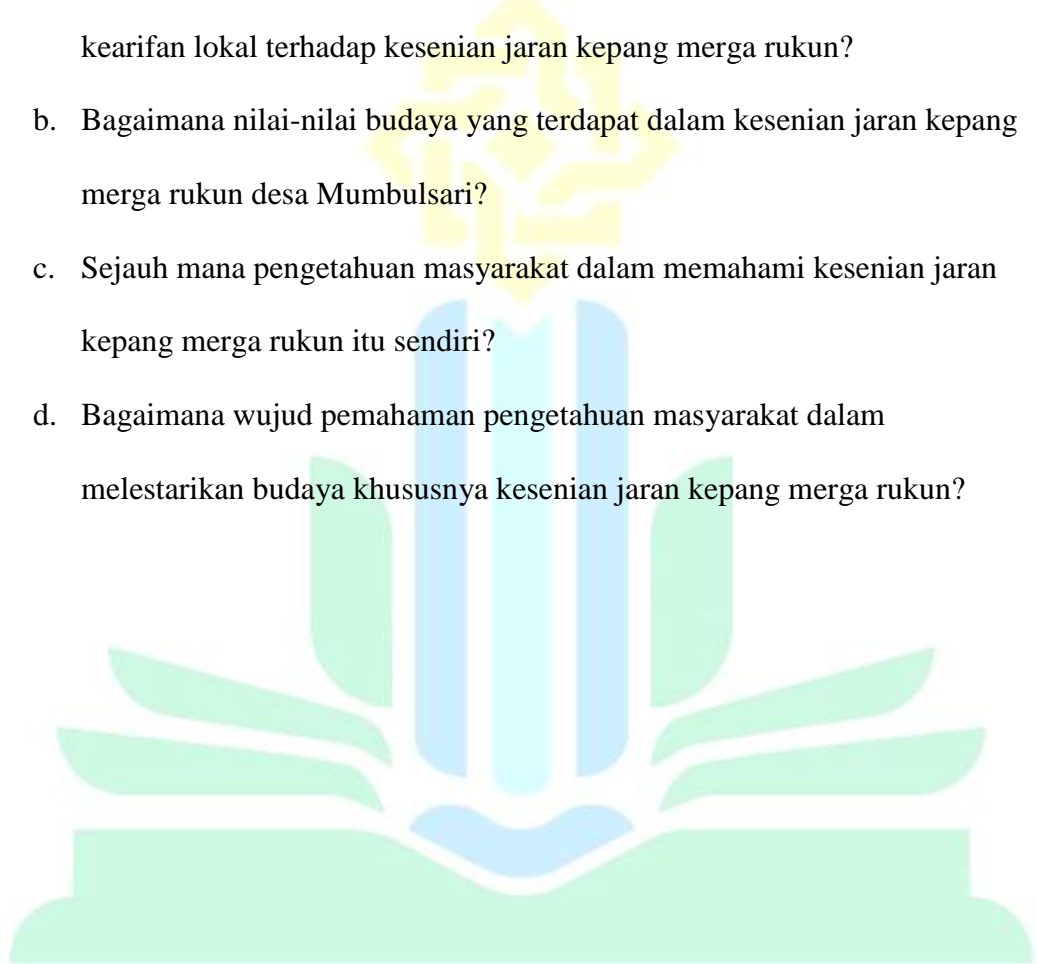 kearifan lokal terhadap kesenian jaran kepang merga rukun?
b. Bagaimana nilai-nilai budaya yang terdapat dalam kesenian jaran kepang
merga rukun desa Mumbulsari?
c. Sejauh mana pengetahuan masyarakat dalam memahami kesenian jaran
kepang merga rukun itu sendiri?
d. Bagaimana wujud pemahaman pengetahuan masyarakat dalam
melestarikan budaya khususnya kesenian jaran kepang merga rukun?